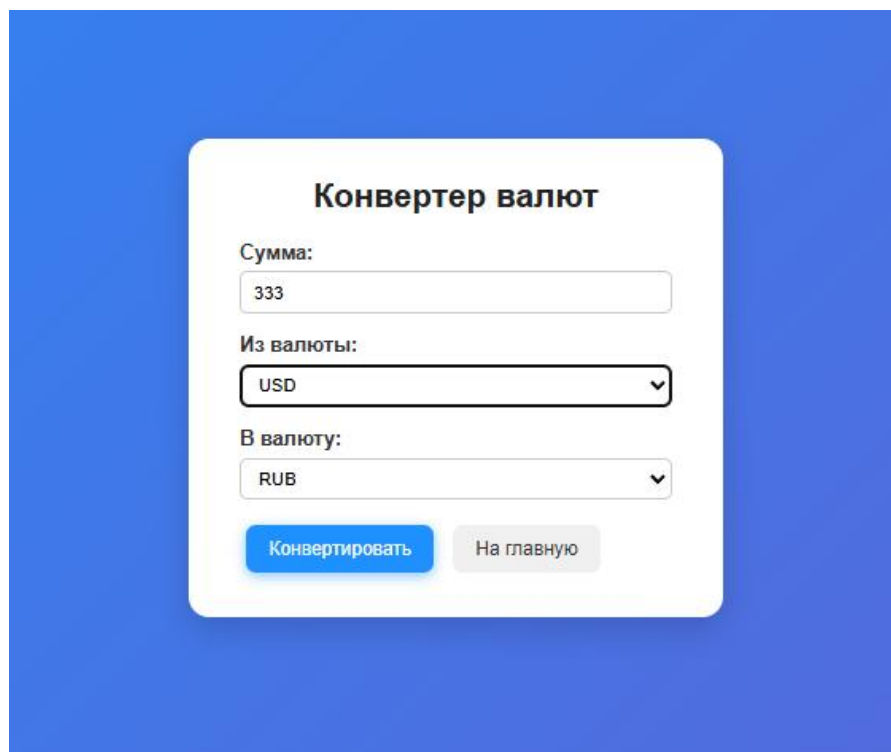 Конвертер валют
Сумма:
333
Из валюты:
USD
В валюту:
RUB
Конвертировать На главную